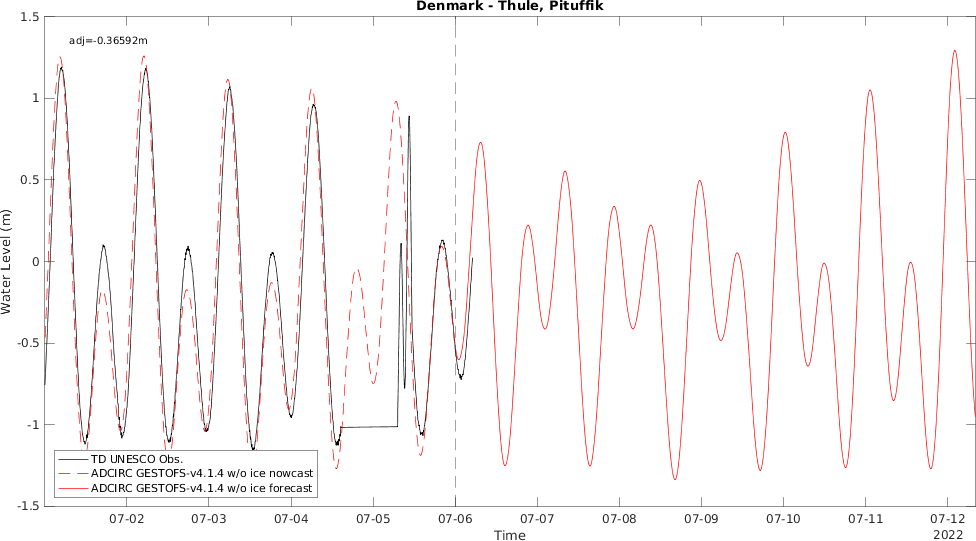 Denmark - Thule, Pituffik
adj=-0.36592m
1.5
1
0.5
0
-0.5
-1
-1.5
Water Level (m)
TD UNESCO Obs.
ADCIRC GESTOFS-v4.1.4 w/o ice nowcast
ADCIRC GESTOFS-v4.1.4 w/o ice forecast
07-02 07-03 07-04 07-05 07-06 07-07 07-08 07-09 07-10 07-11 07-12
Time
2022